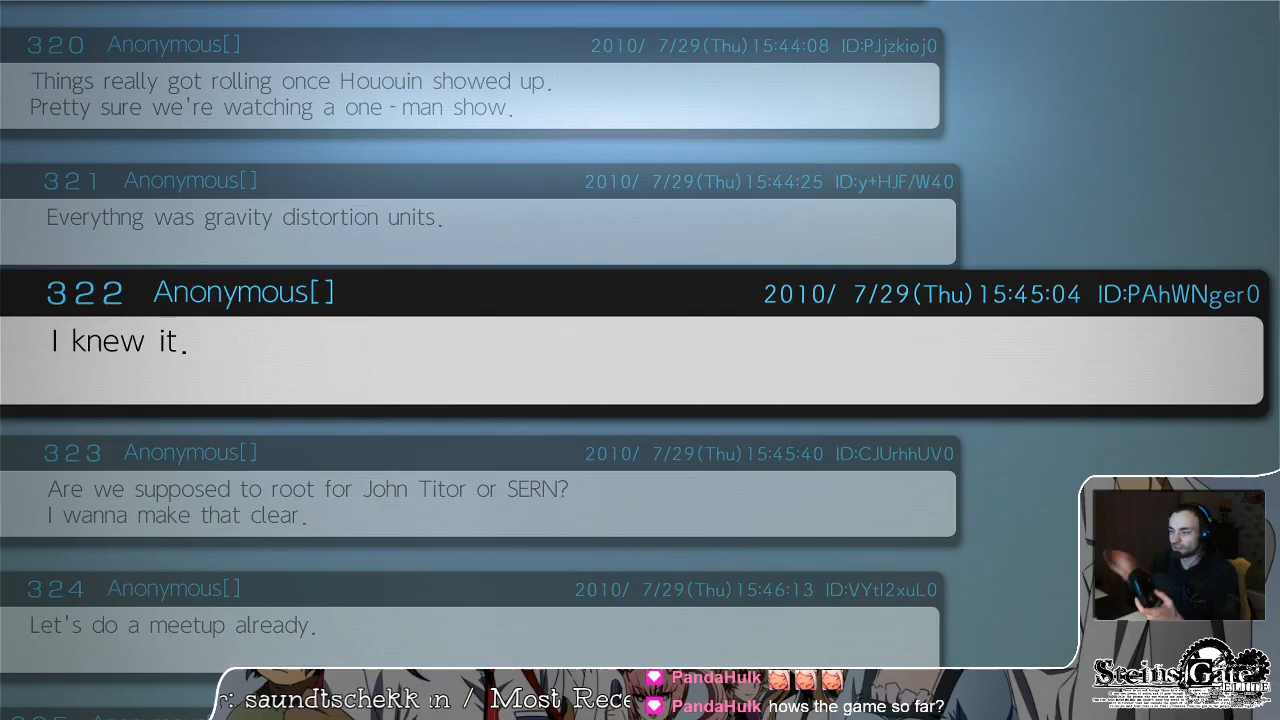 320 Anonymous[] 2010/ 7/29(Thu)15:44:08 ID:PJjzkioj0
Things really got rolling once Hououin showed up.
Pretty sure we're watching a one-man show.
321 Anonymous[] 2010/ 7/29(Thu)15:44:25 ID:y+HJF/W40
Everythng was gravity distortion units.
322 Anonymous[] 2010/ 7/29(Thu)15:45:04 ID:PAhWNger0
I knew it.
323 Anonymous[] 2010/ 7/29(Thu)15:45:40 ID:CJUrhhUV0
Are we supposed to root for John Titor or SERN?
I wanna make that clear.
324 Anonymous[] 2010/ 7/29(Thu)15:46:13 ID:VYtl2xuL0
Let's do a meetup already.
saundtschekk_n / Most Rece
PandaHulk
PandaHulk hows the game so far?
Steins;Gate
ELITE